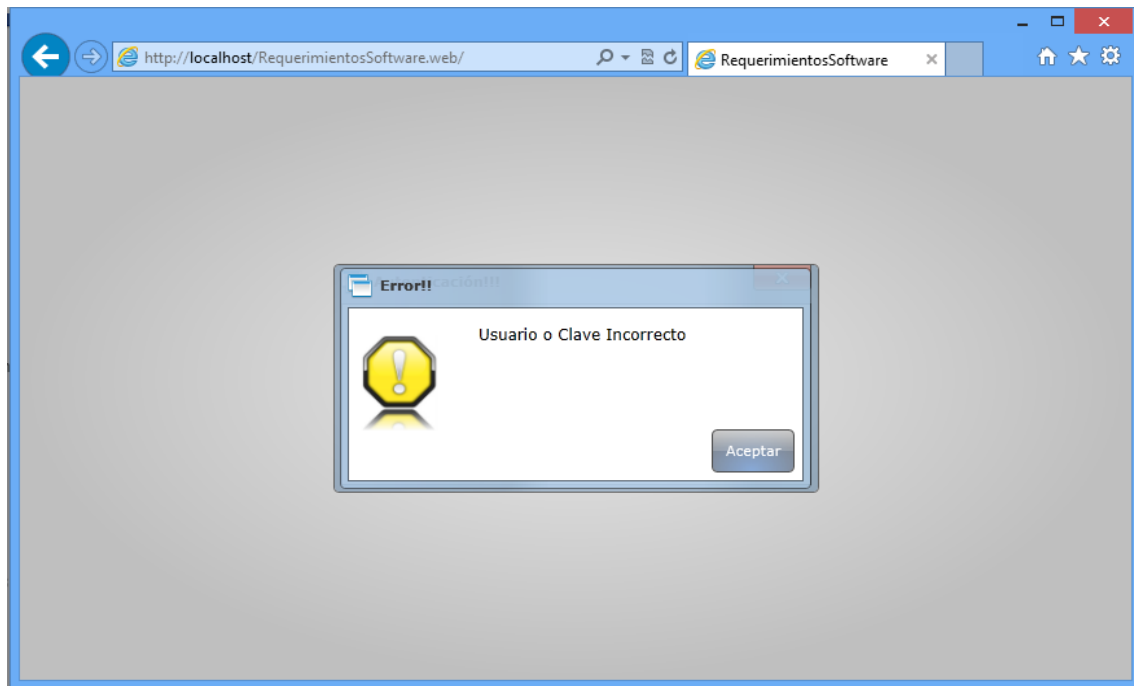 http://localhost/RequerimientosSoftware.web/
RequerimientosSoftware
Error!!
Usuario o Clave Incorrecto
Aceptar